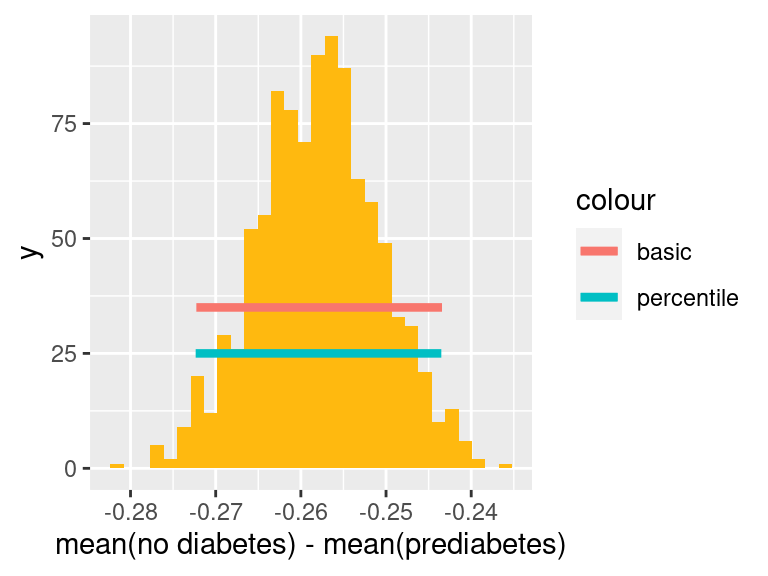 75
50
25
0
y
-0.28 -0.27 -0.26 -0.25 -0.24
mean(no diabetes) - mean(prediabetes)
colour
basic
percentile